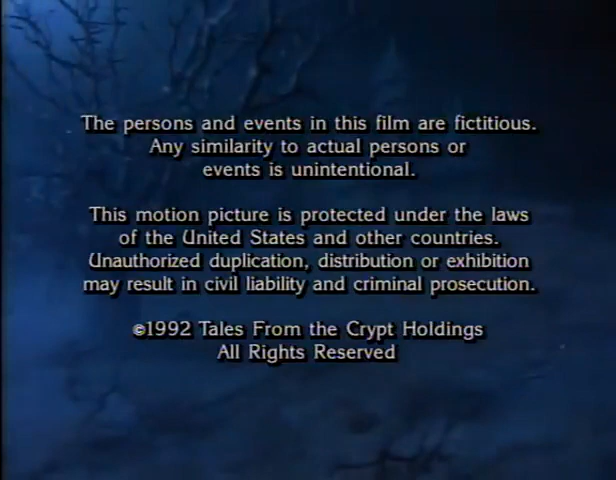 The persons and events in this film are fictitious.
Any similarity to actual persons or
events is unintentional.
This motion picture is protected under the laws
of the United States and other countries.
Unauthorized duplication, distribution or exhibition
may result in civil liability and criminal prosecution.
©1992 Tales From the Crypt Holdings
All Rights Reserved